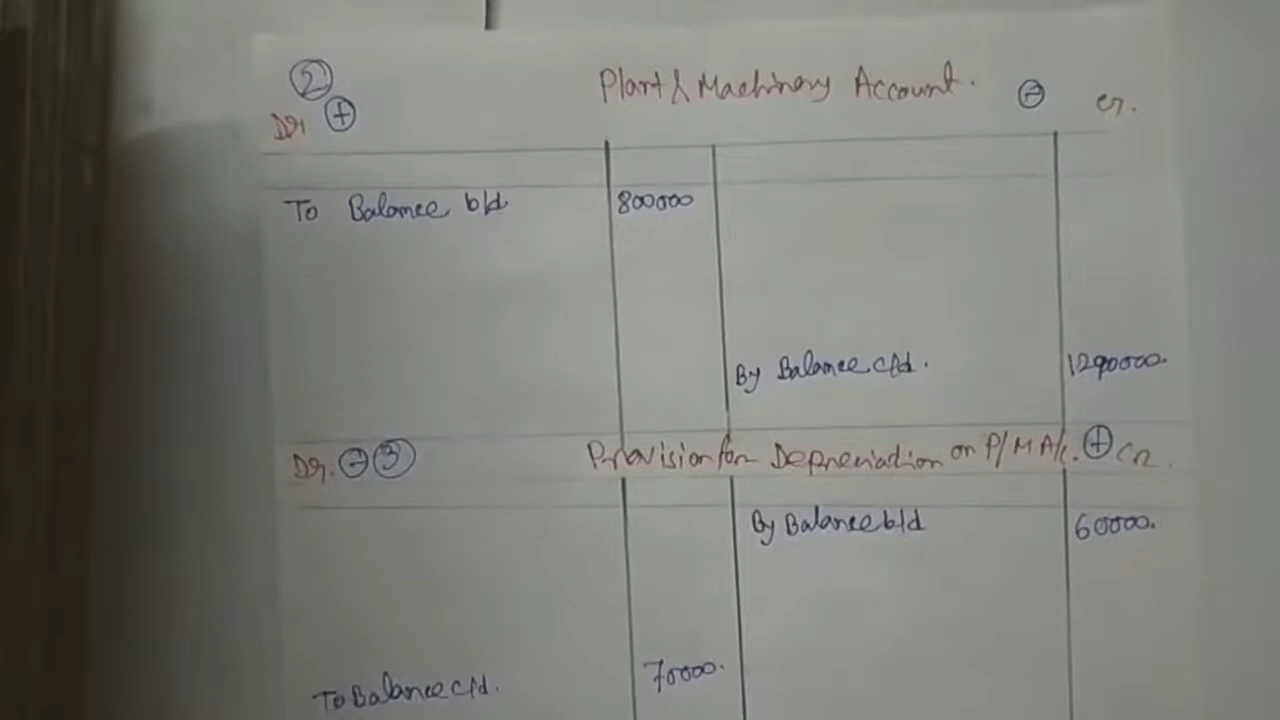 2
Plant & Machinery Account.
Dr + - Cr.
To Balance b/d 800000
By Balance c/d. 1290000.
Dr. - 3 Provision for Depreciation on P/M A/c. + Cr.
By Balance b/d 60000.
To Balance c/d. 70000.